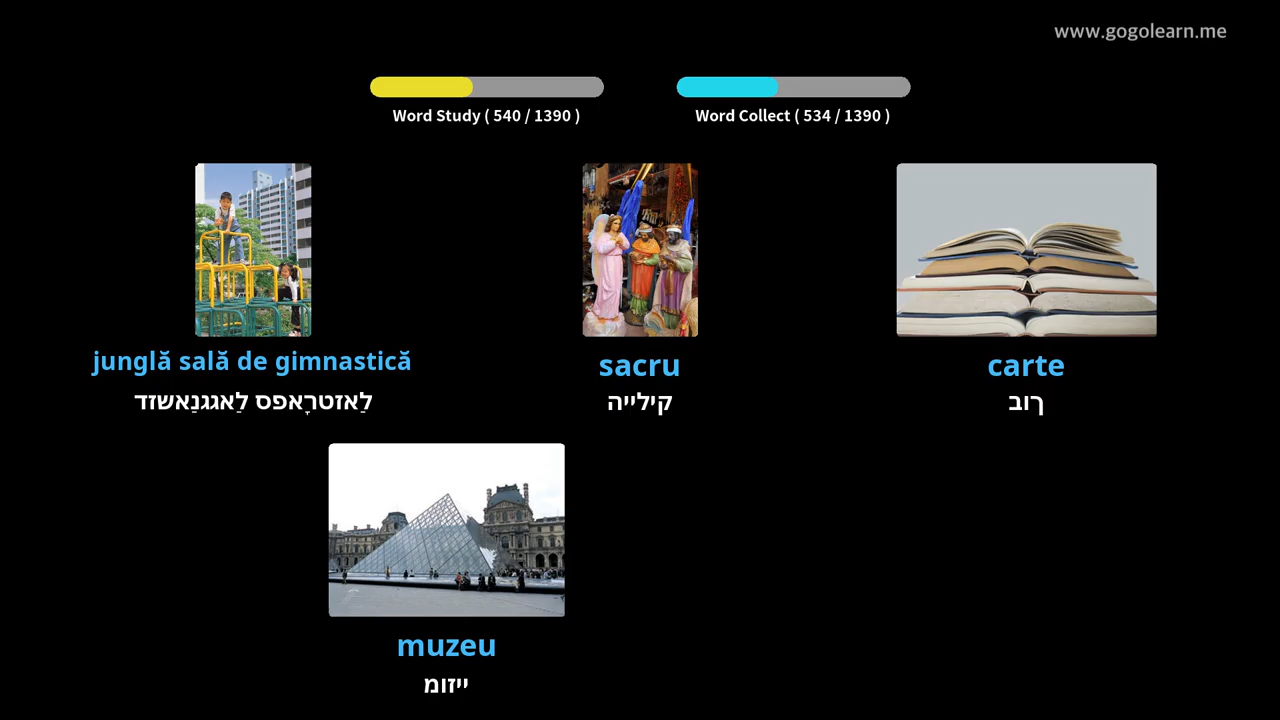 www.gogolearn.me
Word Study ( 540 / 1390 )
Word Collect ( 534 / 1390 )
junglă sală de gimnastică
לַאזטרָאפס לַאגגנַאשזד
sacru
קילייה
carte
ךוב
muzeu
ייזומ